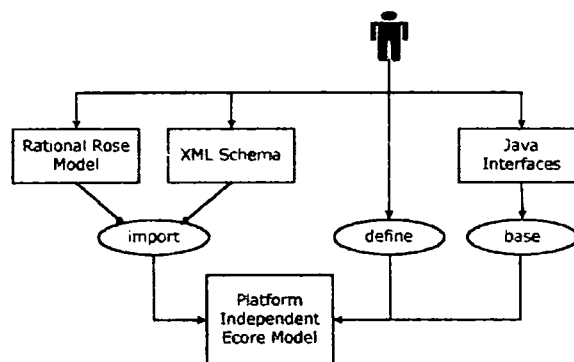 Rational Rose
Model
XML Schema
Java
Interfaces
import
define
base
Platform
Independent
Ecore Model